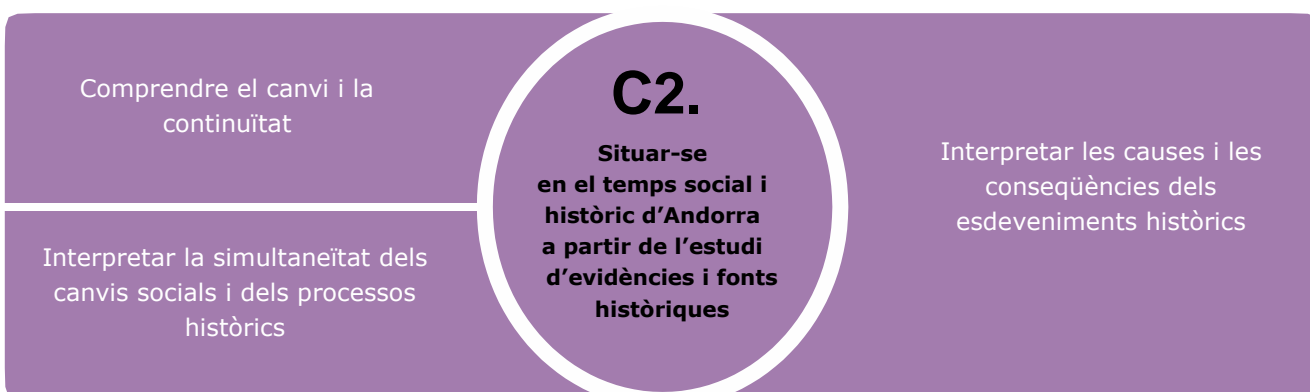 Comprendre el canvi i la
continuïtat
Interpretar la simultaneïtat dels
canvis socials i dels processos
històrics
C2.
Situar-se
en el temps social i
històric d'Andorra
a partir de l'estudi
d'evidències i fonts
històriques
Interpretar les causes i les
conseqüències dels
esdeveniments històrics